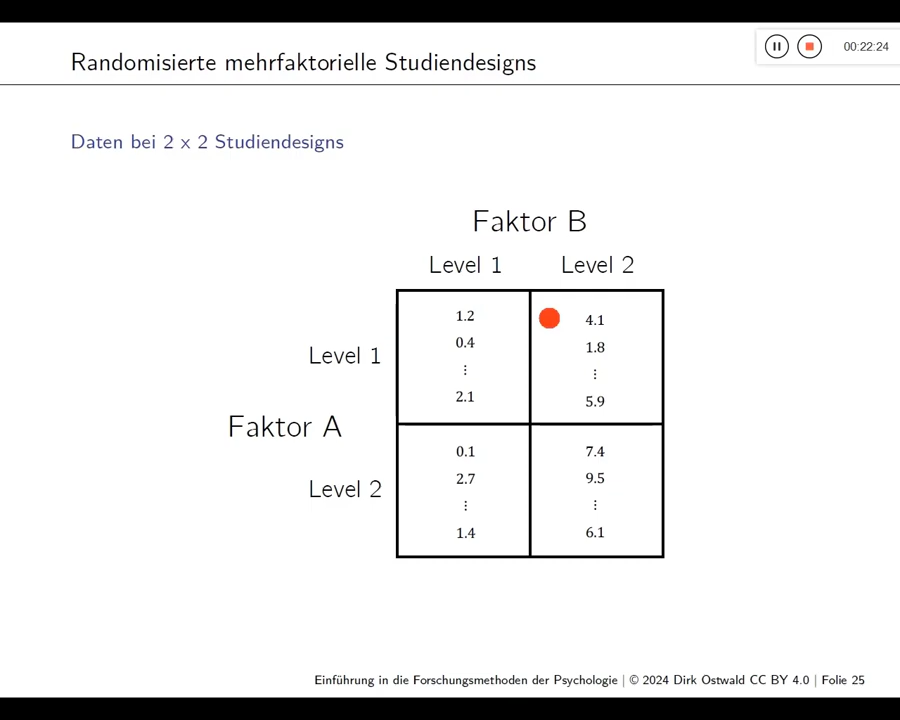 Randomisierte mehrfaktorielle Studiendesigns
00:22:24
Daten bei 2 x 2 Studiendesigns
Faktor B
Level 1 Level 2
1.2 4.1
0.4 1.8
Level 1
⋮ ⋮
2.1 5.9
Faktor A
0.1 7.4
2.7 9.5
Level 2
⋮ ⋮
1.4 6.1
Einführung in die Forschungsmethoden der Psychologie | © 2024 Dirk Ostwald CC BY 4.0 | Folie 25